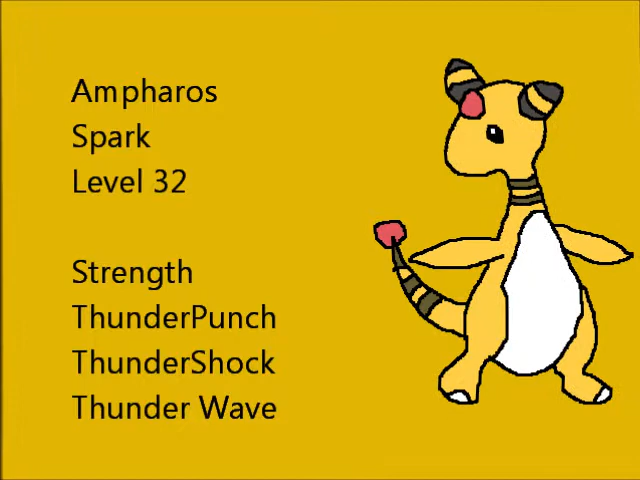 Ampharos
Spark
Level 32
Strength
ThunderPunch
ThunderShock
Thunder Wave